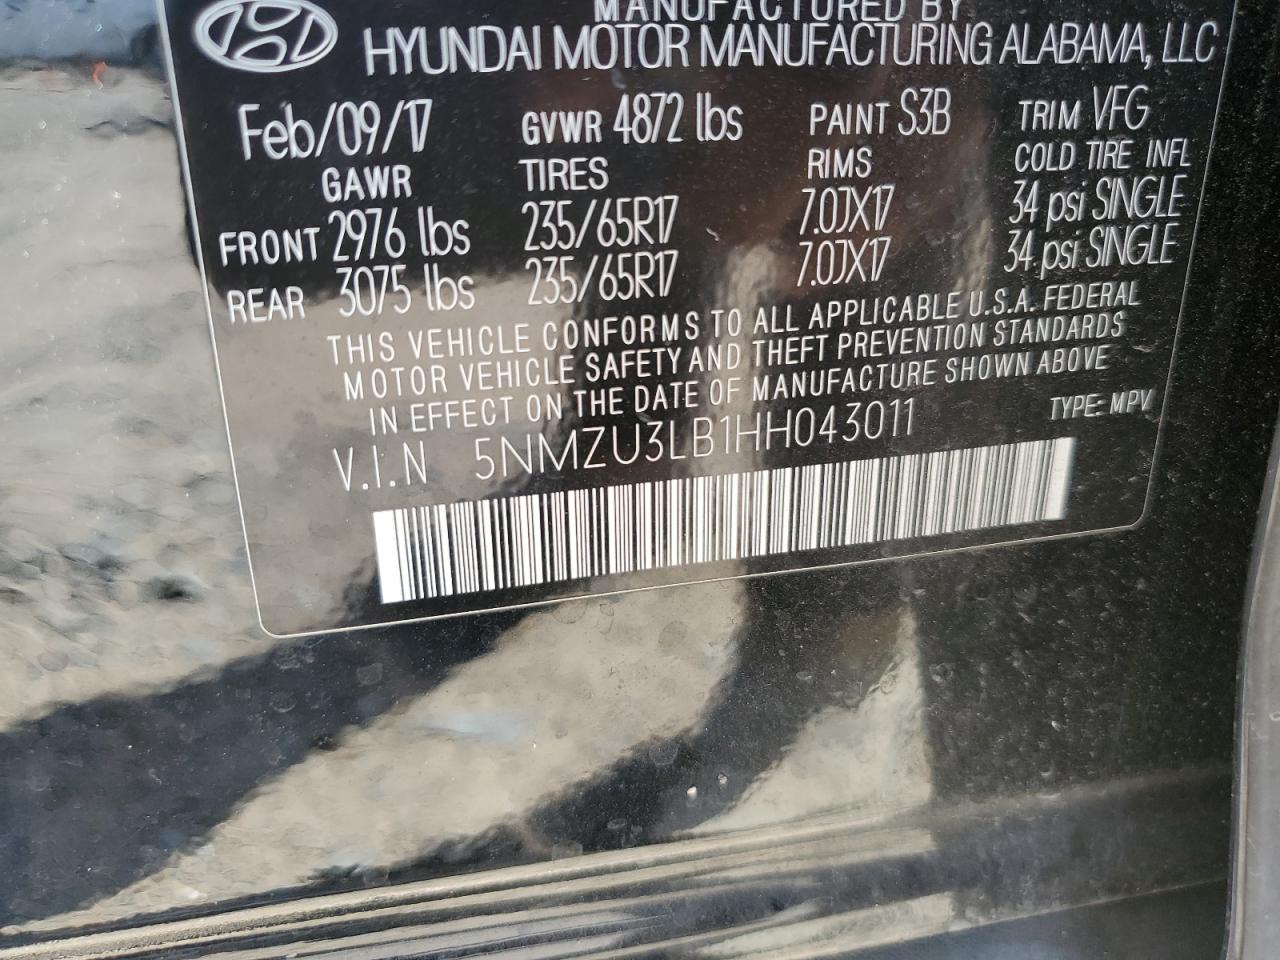 MANUFACTURED BY
HYUNDAI MOTOR MANUFACTURING ALABAMA, LLC
Feb/09/17 GVWR 4872 lbs PAINT S3B TRIM VFG
GAWR TIRES RIMS COLD TIRE INFL
FRONT 2976 lbs 235/65R17 7.0JX17 34 psi SINGLE
REAR 3075 lbs 235/65R17 7.0JX17 34 psi SINGLE
THIS VEHICLE CONFORMS TO ALL APPLICABLE U.S.A. FEDERAL
MOTOR VEHICLE SAFETY AND THEFT PREVENTION STANDARDS
IN EFFECT ON THE DATE OF MANUFACTURE SHOWN ABOVE
V.I.N 5NMZU3LB1HH043011 TYPE: MPV